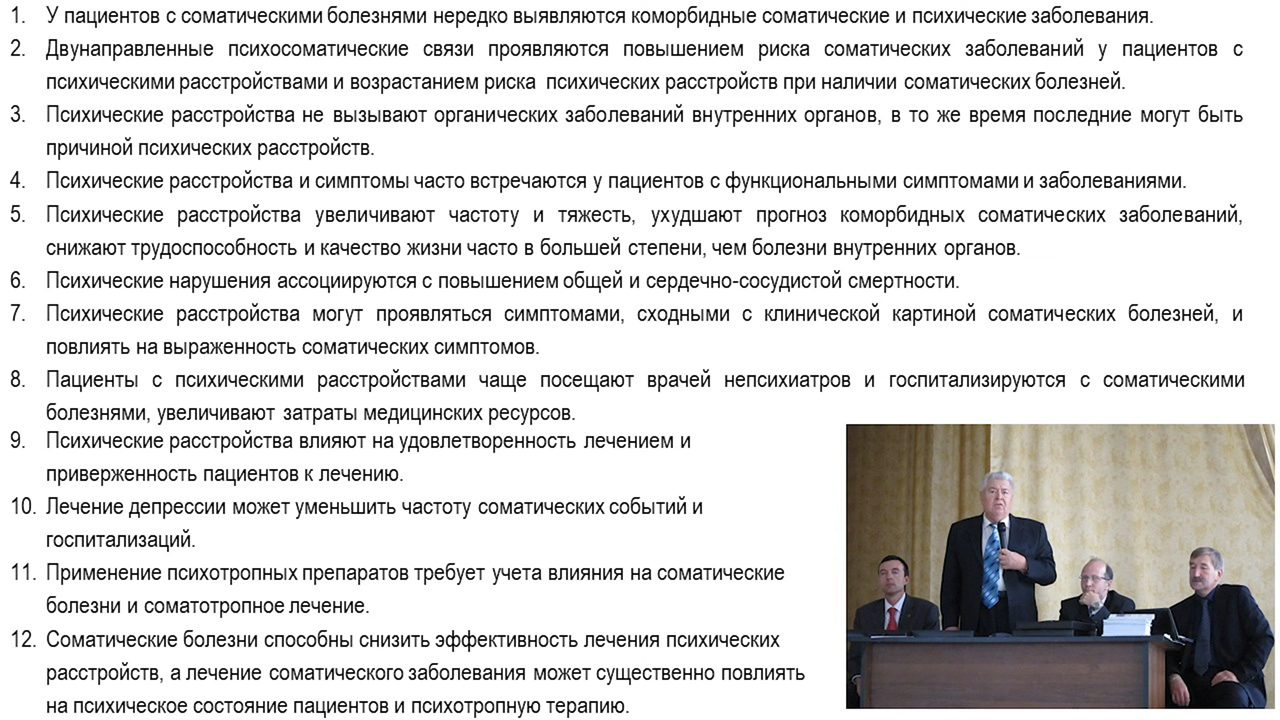 1. У пациентов с соматическими болезнями нередко выявляются коморбидные соматические и психические заболевания.
2. Двунаправленные психосоматические связи проявляются повышением риска соматических заболеваний у пациентов с
психическими расстройствами и возрастанием риска психических расстройств при наличии соматических болезней.
3. Психические расстройства не вызывают органических заболеваний внутренних органов, в то же время последние могут быть
причиной психических расстройств.
4. Психические расстройства и симптомы часто встречаются у пациентов с функциональными симптомами и заболеваниями.
5. Психические расстройства увеличивают частоту и тяжесть, ухудшают прогноз коморбидных соматических заболеваний,
снижают трудоспособность и качество жизни часто в большей степени, чем болезни внутренних органов.
6. Психические нарушения ассоциируются с повышением общей и сердечно-сосудистой смертности.
7. Психические расстройства могут проявляться симптомами, сходными с клинической картиной соматических болезней, и
повлиять на выраженность соматических симптомов.
8. Пациенты с психическими расстройствами чаще посещают врачей непсихиатров и госпитализируются с соматическими
болезнями, увеличивают затраты медицинских ресурсов.
9. Психические расстройства влияют на удовлетворенность лечением и
приверженность пациентов к лечению.
10. Лечение депрессии может уменьшить частоту соматических событий и
госпитализаций.
11. Применение психотропных препаратов требует учета влияния на соматические
болезни и соматотропное лечение.
12. Соматические болезни способны снизить эффективность лечения психических
расстройств, а лечение соматического заболевания может существенно повлиять
на психическое состояние пациентов и психотропную терапию.